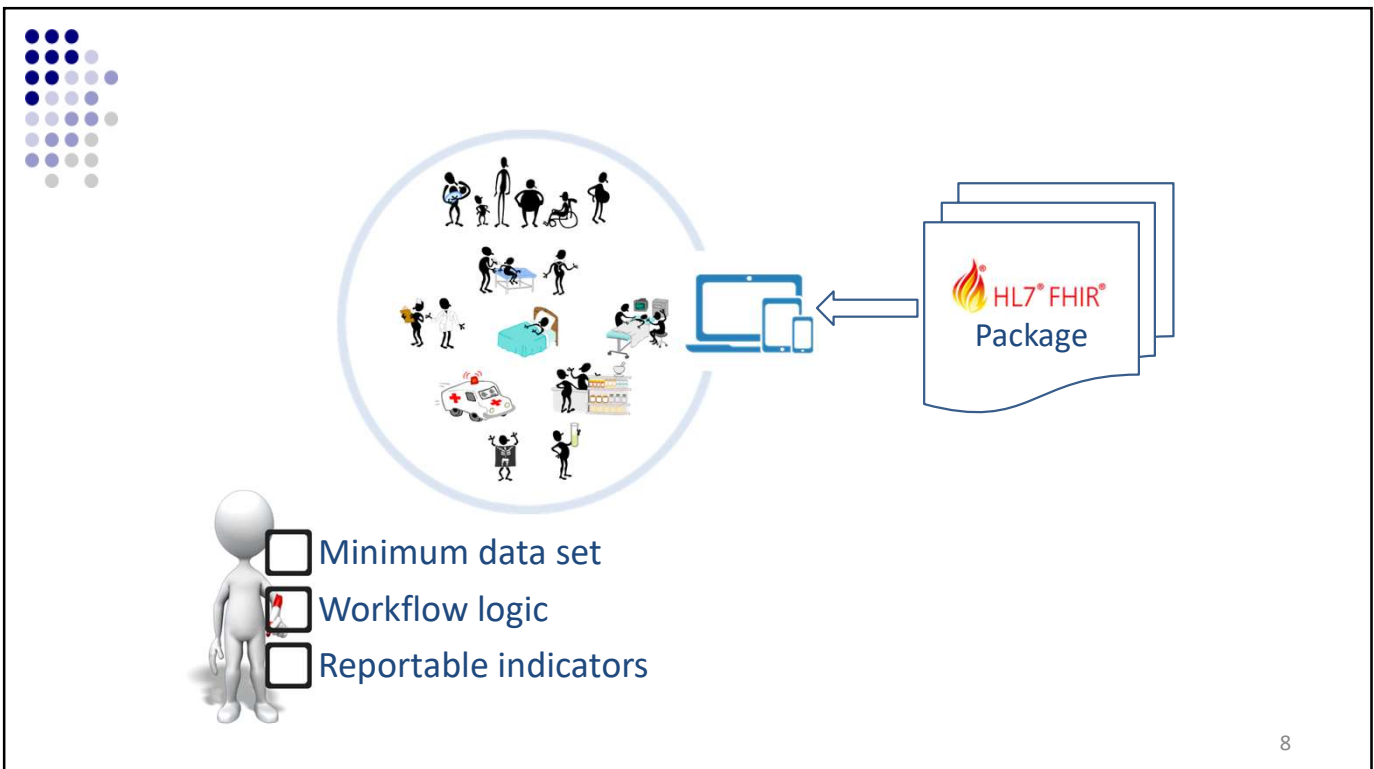 HL7® FHIR®
Package
Minimum data set
Workflow logic
Reportable indicators
8